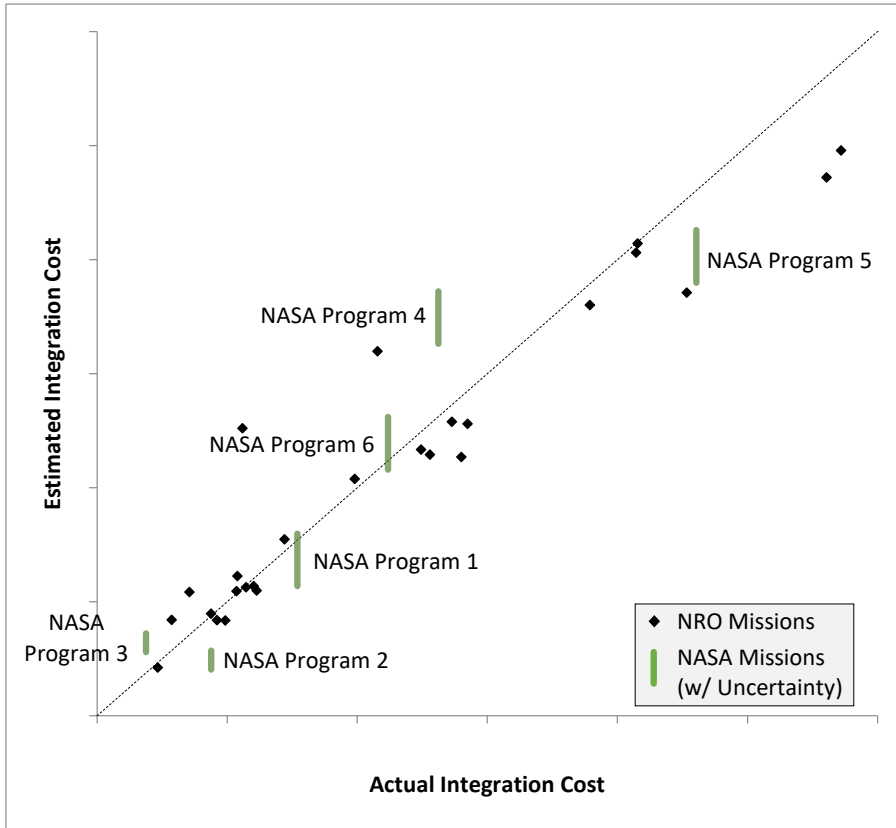 Estimated Integration Cost
NASA Program 5
NASA Program 4
NASA Program 6
NASA Program 1
NASA
Program 3
NASA Program 2
NRO Missions
NASA Missions
(w/ Uncertainty)
Actual Integration Cost